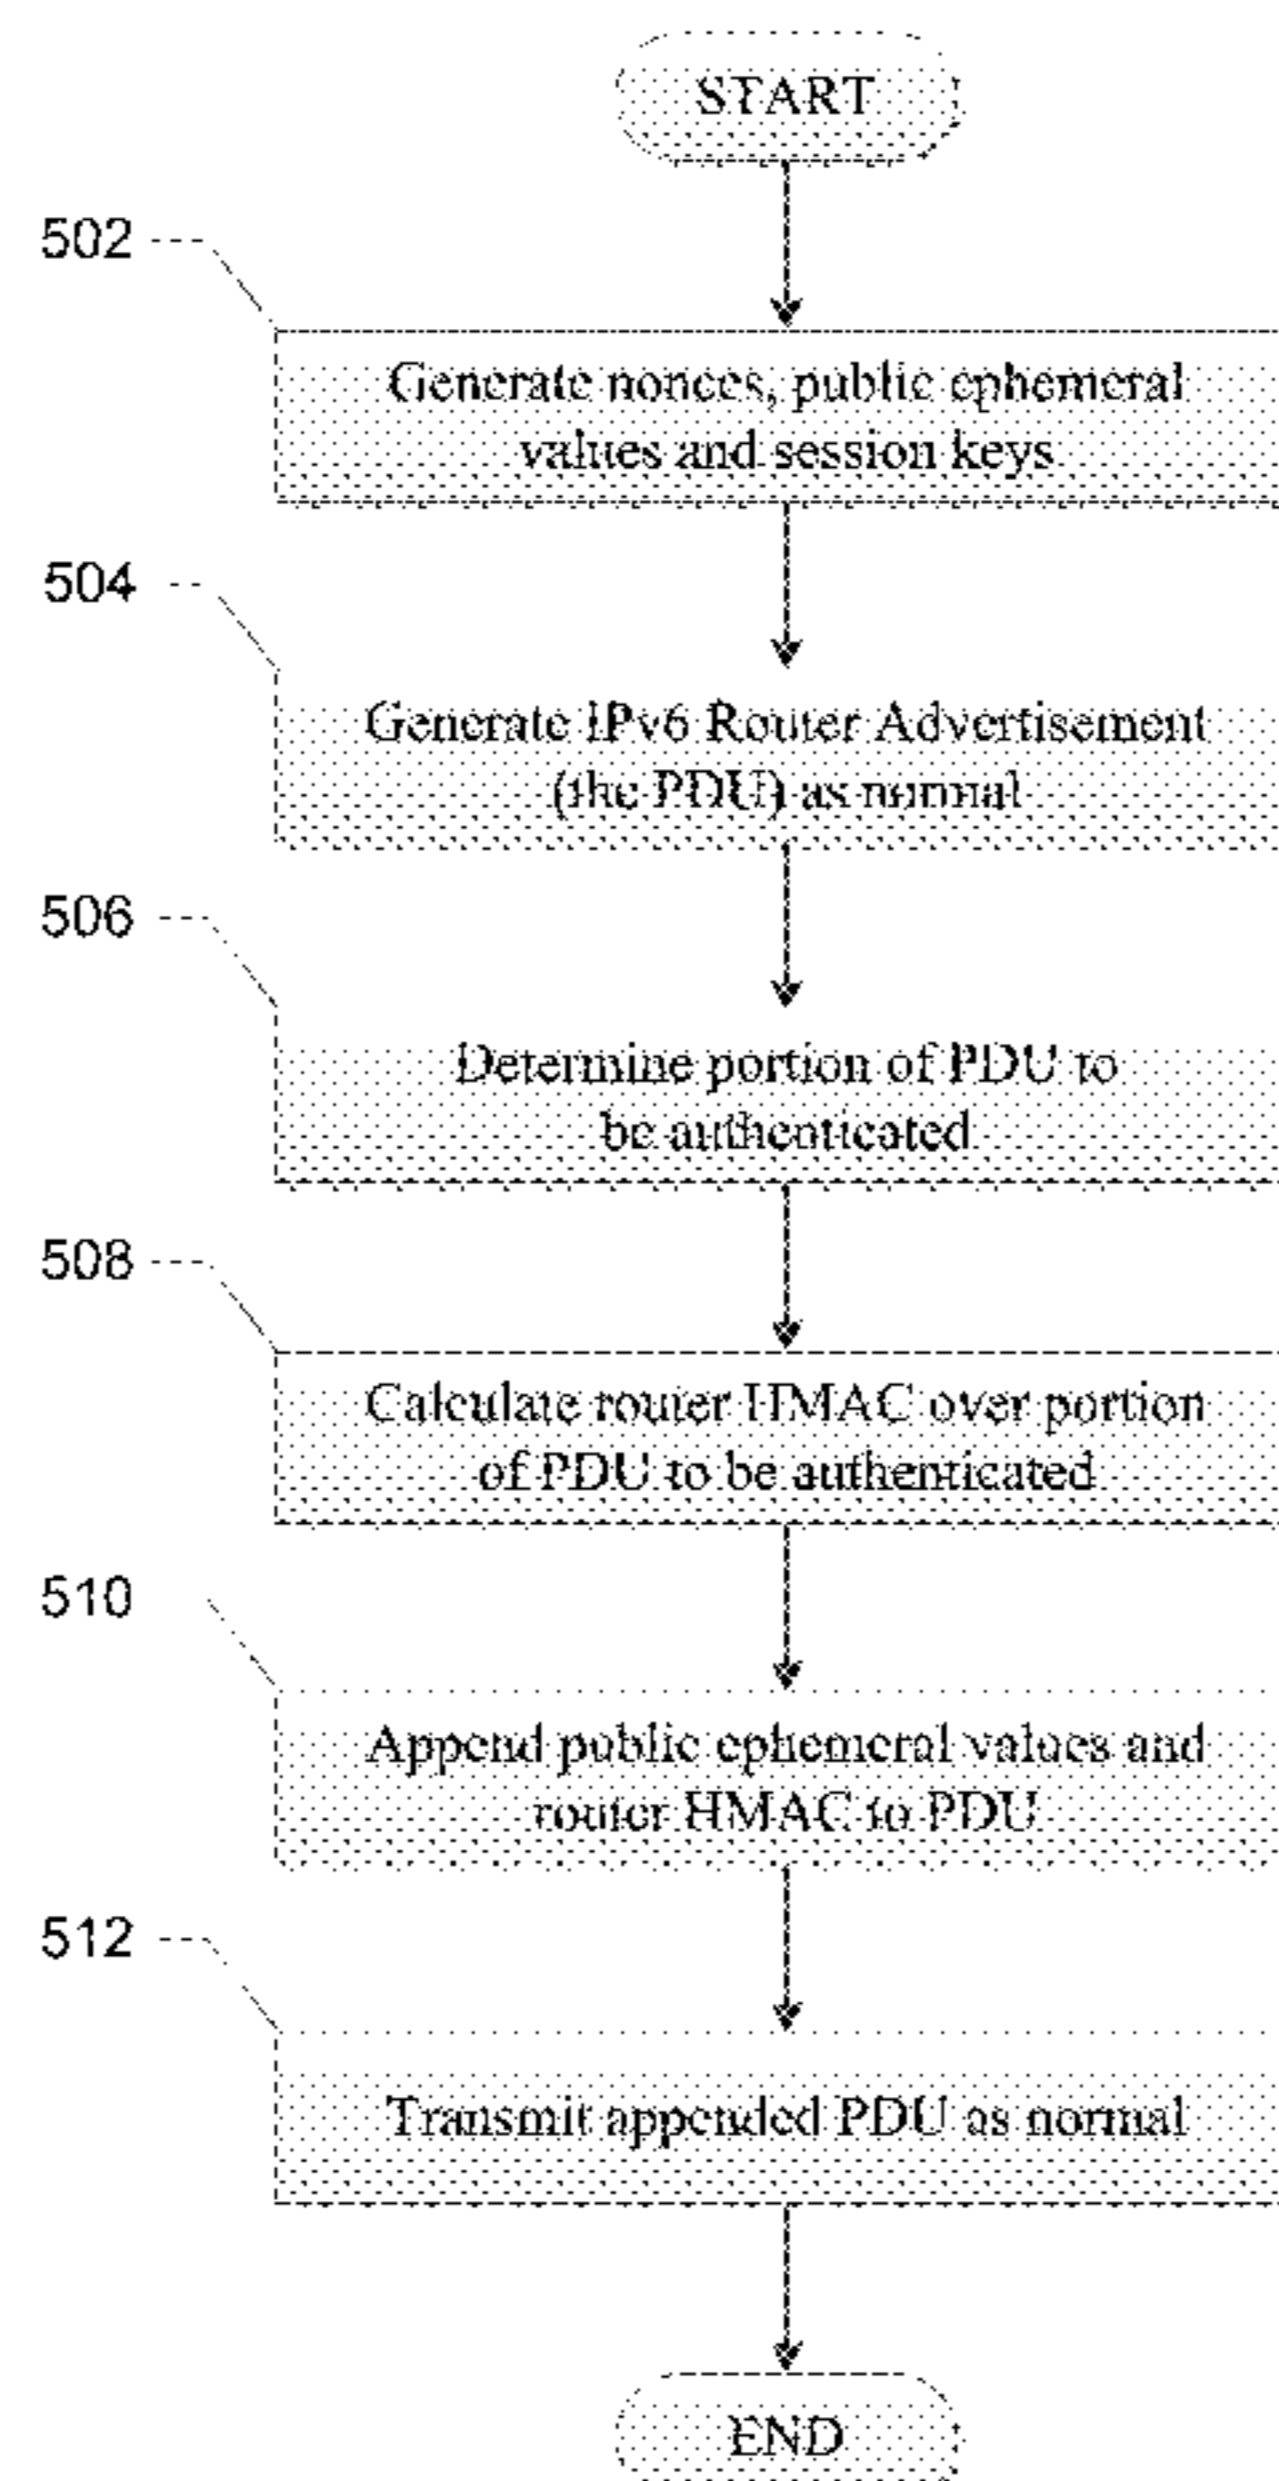 START
502
Generate nonces, public ephemeral
values and session keys
504
Generate IPv6 Router Advertisement
(the PDU) as normal
506
Determine portion of PDU to
be authenticated
508
Calculate router HMAC over portion
of PDU to be authenticated
510
Append public ephemeral values and
router HMAC to PDU
512
Transmit appended PDU as normal
END